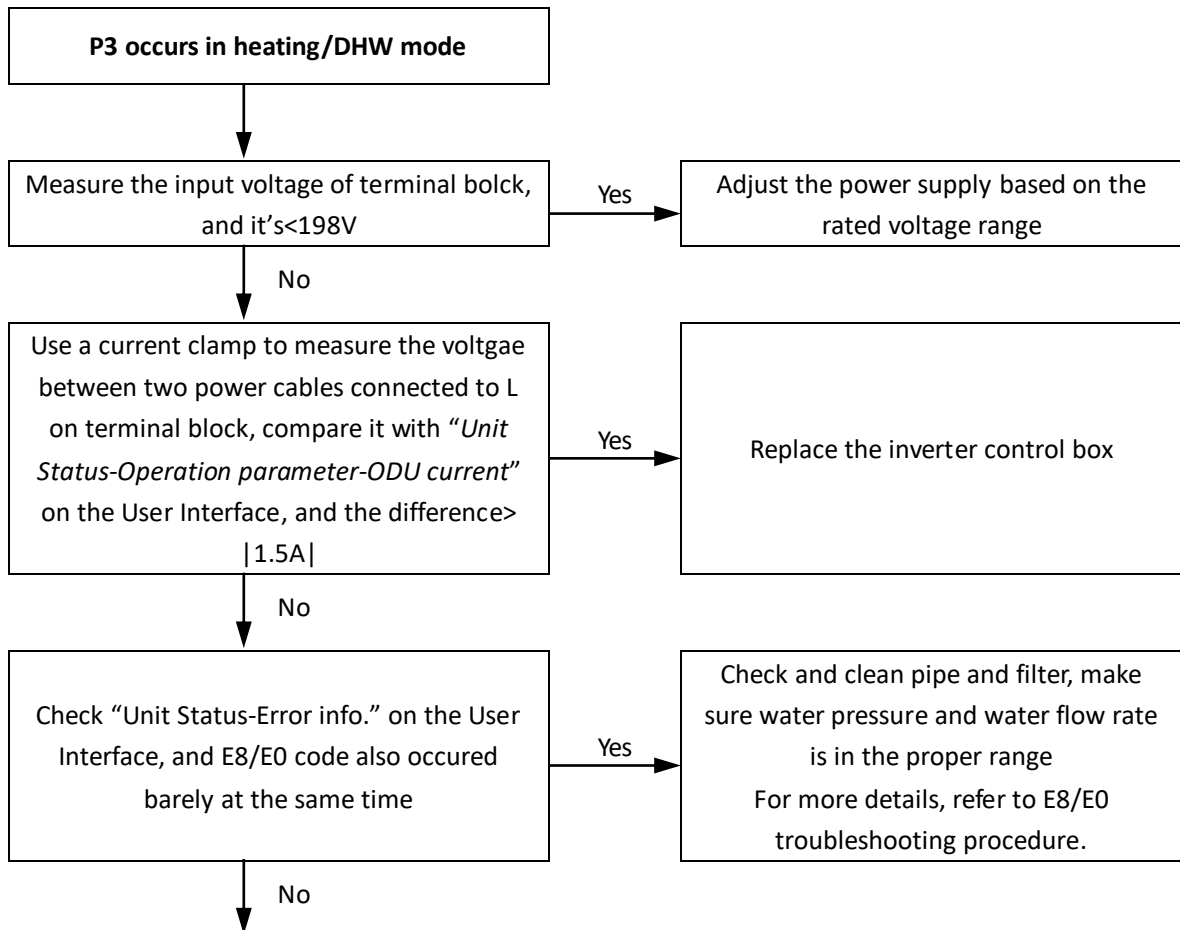 P3 occurs in heating/DHW mode
Measure the input voltage of terminal bolck,
and it's<198V
Yes
Adjust the power supply based on the
rated voltage range
No
Use a current clamp to measure the voltgae
between two power cables connected to L
on terminal block, compare it with “Unit
Status-Operation parameter-ODU current”
on the User Interface, and the difference>
|1.5A|
Yes
Replace the inverter control box
No
Check “Unit Status-Error info.” on the User
Interface, and E8/E0 code also occured
barely at the same time
Yes
Check and clean pipe and filter, make
sure water pressure and water flow rate
is in the proper range
For more details, refer to E8/E0
troubleshooting procedure.
No